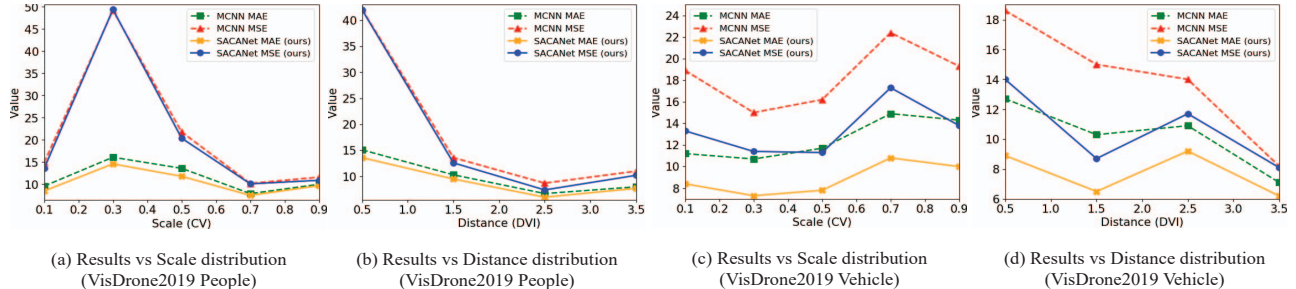 MCNN MAE
MCNN MSE
SACANet MAE (ours)
SACANet MSE (ours)
Value
50
45
40
35
30
25
20
15
10
0.1 0.2 0.3 0.4 0.5 0.6 0.7 0.8 0.9
Scale (CV)
(a) Results vs Scale distribution
(VisDrone2019 People)
MCNN MAE
MCNN MSE
SACANet MAE (ours)
SACANet MSE (ours)
Value
40
35
30
25
20
15
10
0.5 1.0 1.5 2.0 2.5 3.0 3.5
Distance (DVI)
(b) Results vs Distance distribution
(VisDrone2019 People)
MCNN MAE
MCNN MSE
SACANet MAE (ours)
SACANet MSE (ours)
Value
24
22
20
18
16
14
12
10
8
0.1 0.2 0.3 0.4 0.5 0.6 0.7 0.8 0.9
Scale (CV)
(c) Results vs Scale distribution
(VisDrone2019 Vehicle)
MCNN MAE
MCNN MSE
SACANet MAE (ours)
SACANet MSE (ours)
Value
18
16
14
12
10
8
6
0.5 1.0 1.5 2.0 2.5 3.0 3.5
Distance (DVI)
(d) Results vs Distance distribution
(VisDrone2019 Vehicle)